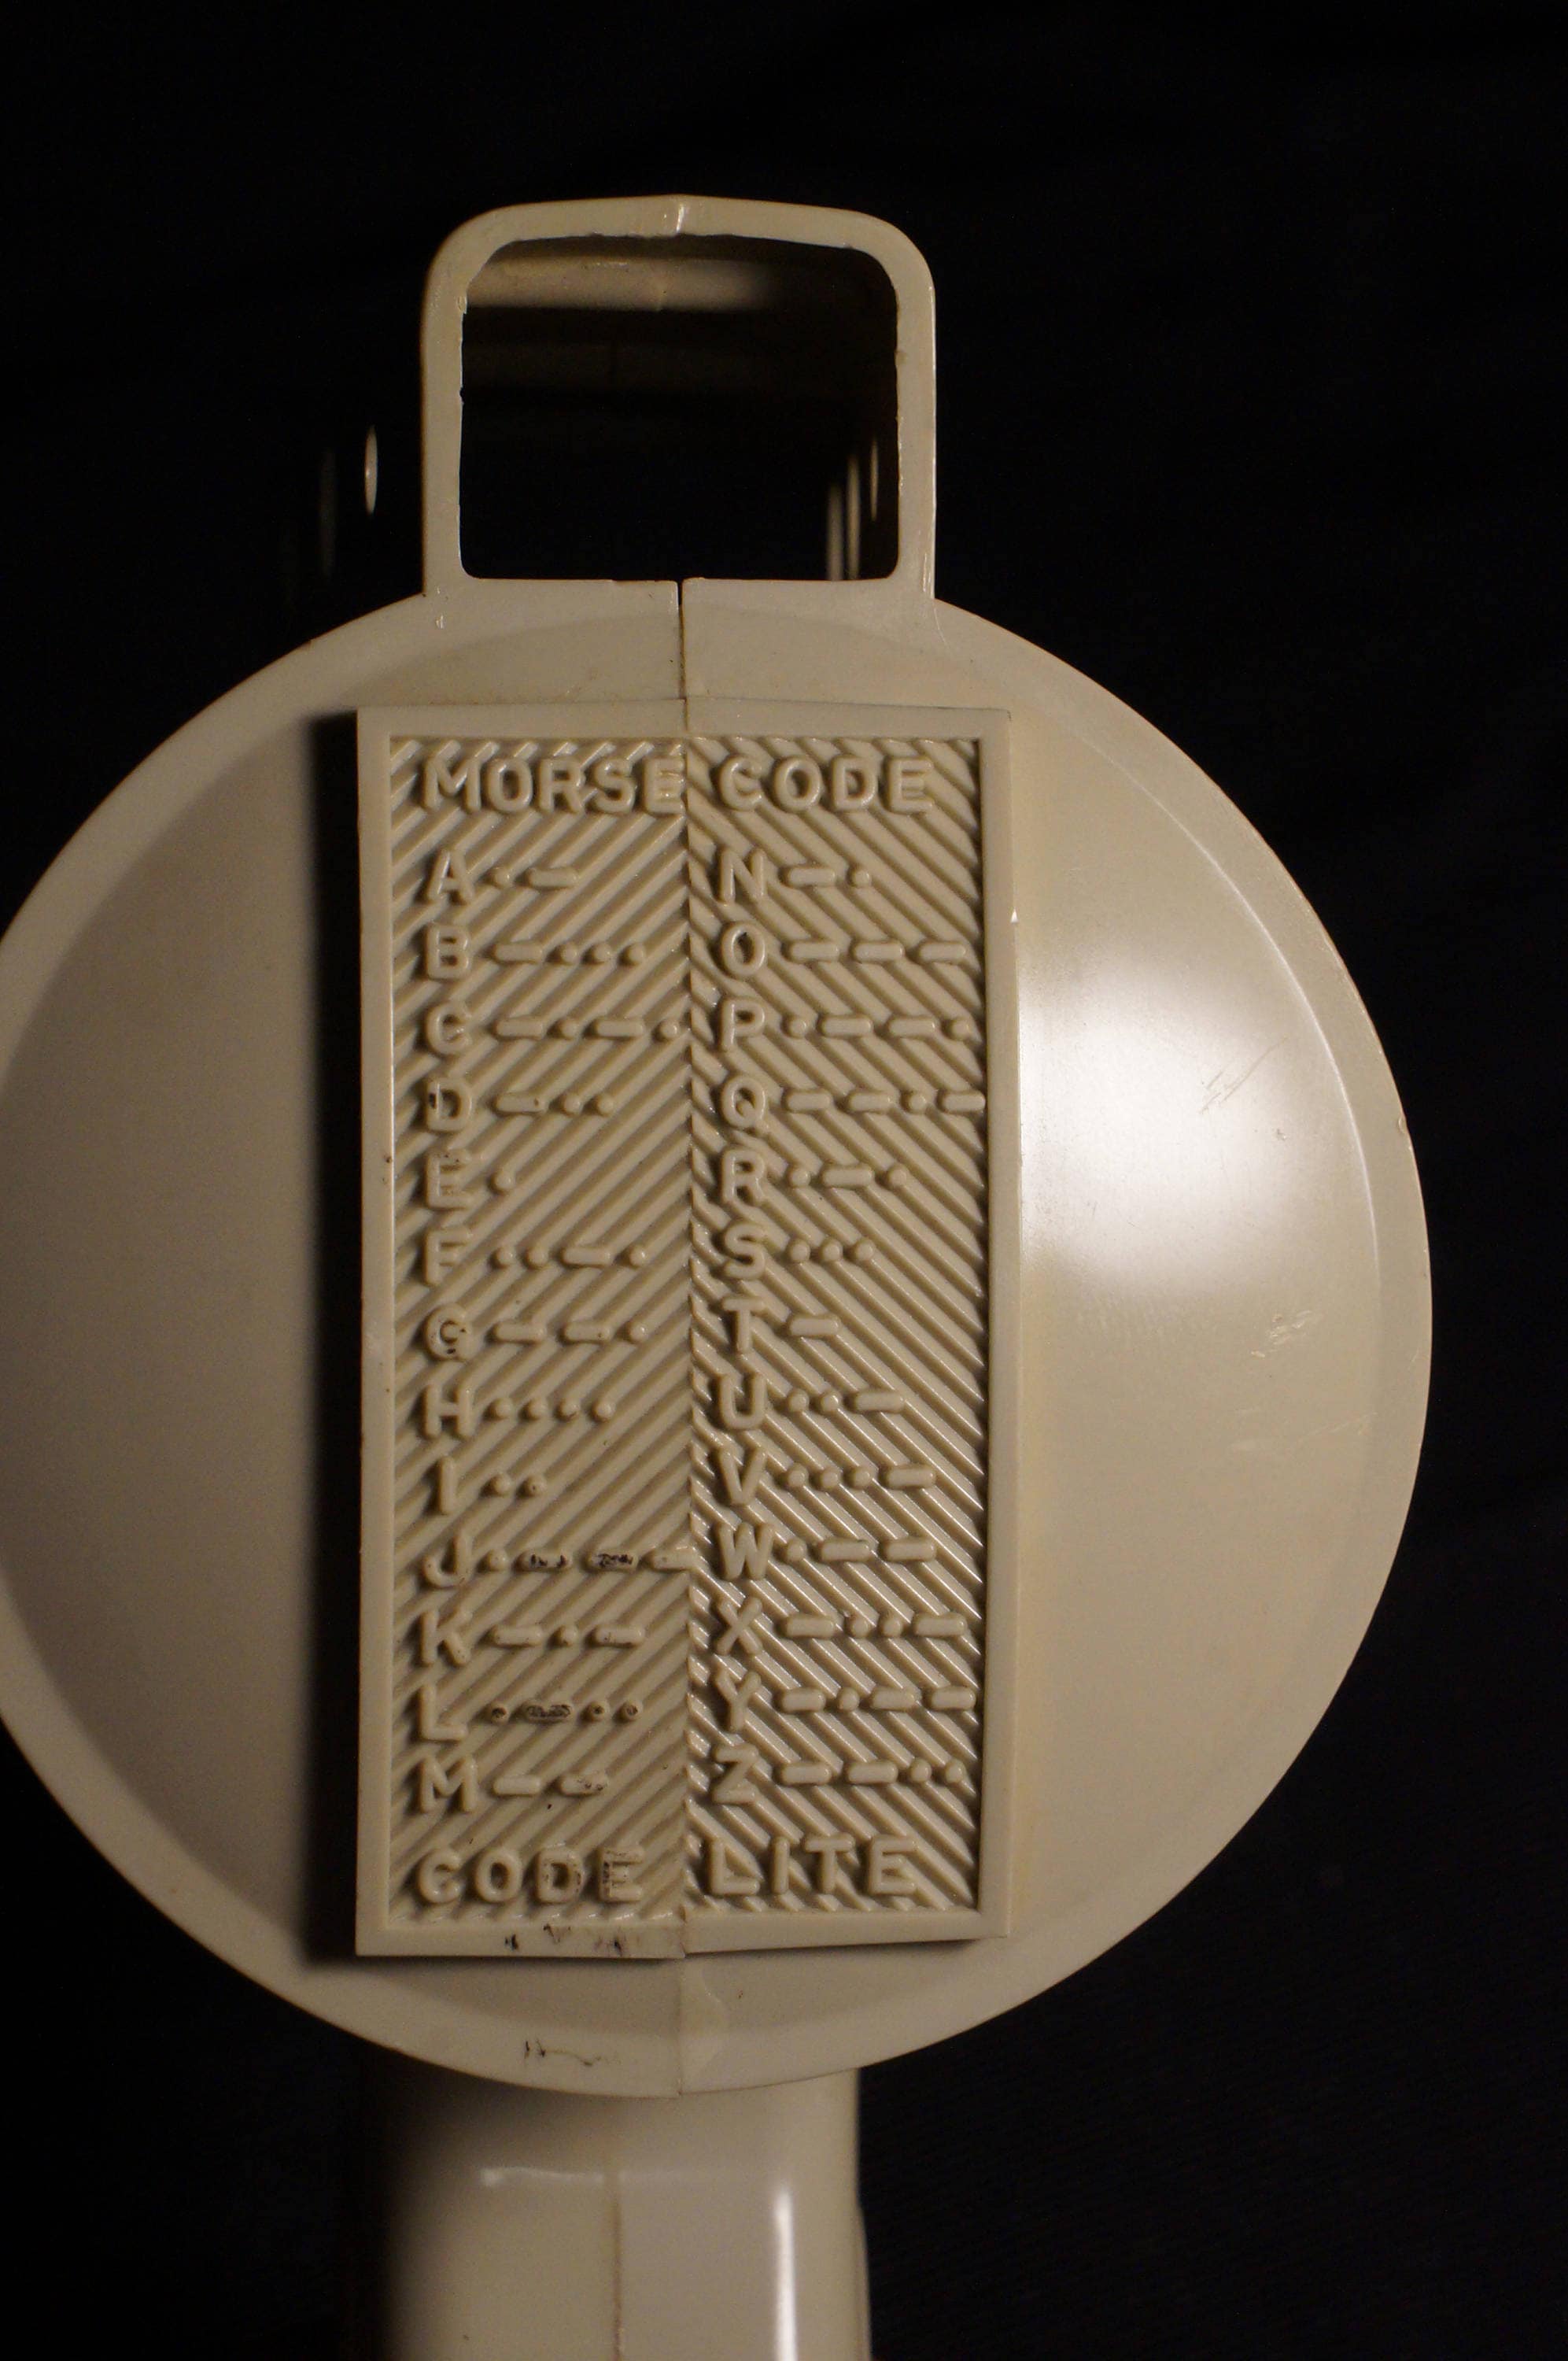 MORSE CODE
A ·– N –·
B –··· O –––
C –·–· P ·––·
D –·· Q ––·–
E · R ·–·
F ··–· S ···
G ––· T –
H ···· U ··–
I ·· V ···–
J ·––– W ·––
K –·– X –··–
L ·–·· Y –·––
M –– Z ––··
CODE LITE